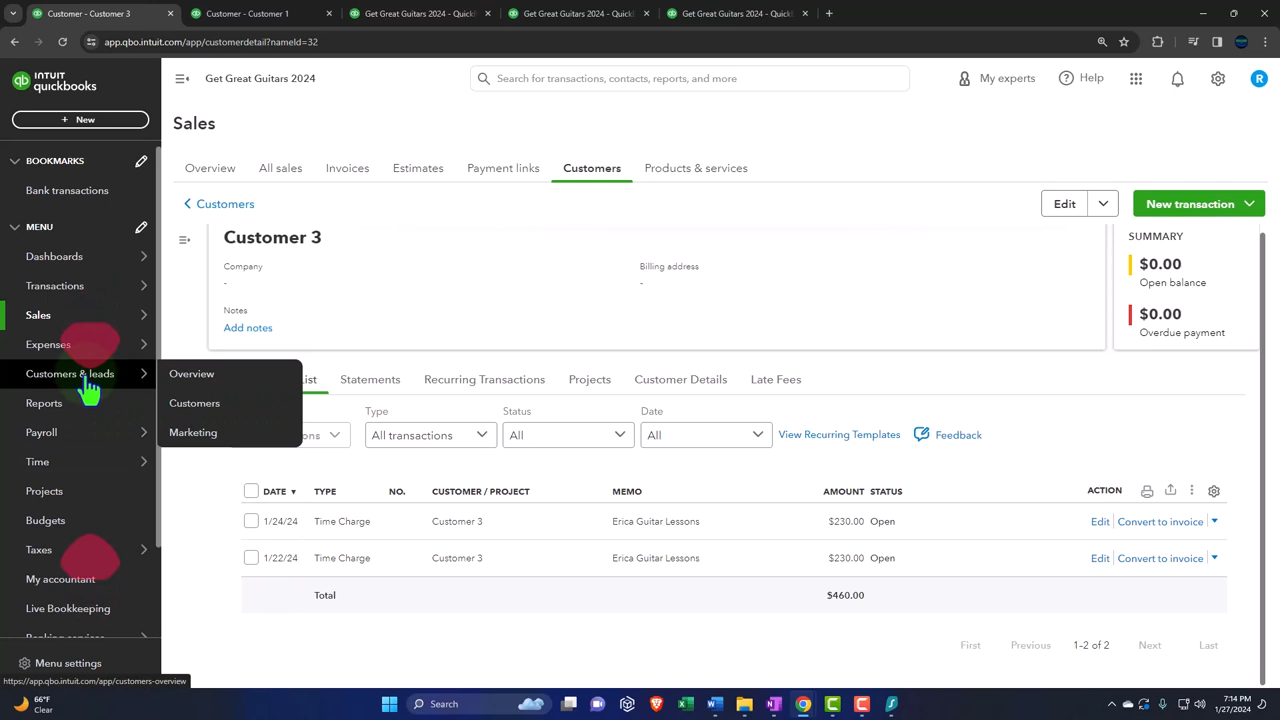 Customer 3 - Customer 3
Customer Details - Customer 1
Get Great Guitars 2024 - Quick
Get Great Guitars 2024 - Quick
Get Great Guitars 2024 - Quick
app.qbo.intuit.com/app/customerdetail?nameId=32
INTUIT
quickbooks
Get Great Guitars 2024
Search for transactions, contacts, reports, and more
My experts
Help
R
+ New
Sales
BOOKMARKS
Bank transactions
Overview
All sales
Invoices
Estimates
Payment links
Customers
Products & services
Customers
Edit
New transaction
MENU
Dashboards
Transactions
Sales
Expenses
Customers & leads
Reports
Payroll
Time
Projects
Budgets
Taxes
My accountant
Live Bookkeeping
Banking services
Menu settings
Customer 3
Company
-
Billing address
-
Notes
Add notes
SUMMARY
$0.00
Open balance
$0.00
Overdue payment
Overview
Customers
Marketing
List
Statements
Recurring Transactions
Projects
Customer Details
Late Fees
ons
Type
All transactions
Status
All
Date
All
View Recurring Templates
Feedback
DATE ▼ TYPE NO. CUSTOMER / PROJECT MEMO AMOUNT STATUS ACTION
1/24/24 Time Charge Customer 3 Erica Guitar Lessons $230.00 Open Edit | Convert to invoice
1/22/24 Time Charge Customer 3 Erica Guitar Lessons $230.00 Open Edit | Convert to invoice
Total $460.00
First Previous 1-2 of 2 Next Last
https://app.qbo.intuit.com/app/customers-overview
66°F
Clear
Search
7:14 PM
1/27/2024